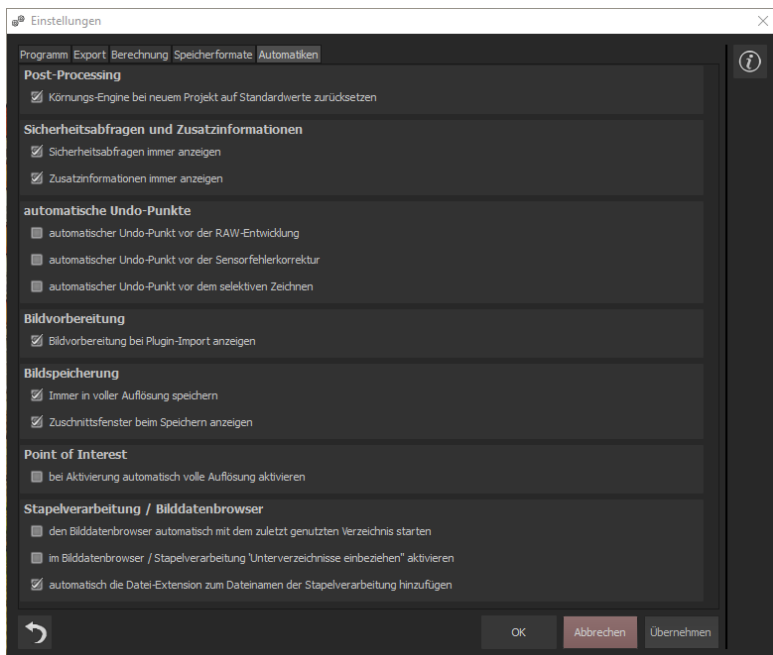 Einstellungen
Programm Export Berechnung Speicherformate Automatiken
Post-Processing
Körnungs-Engine bei neuem Projekt auf Standardwerte zurücksetzen
Sicherheitsabfragen und Zusatzinformationen
Sicherheitsabfragen immer anzeigen
Zusatzinformationen immer anzeigen
automatische Undo-Punkte
automatischer Undo-Punkt vor der RAW-Entwicklung
automatischer Undo-Punkt vor der Sensorfehlerkorrektur
automatischer Undo-Punkt vor dem selektiven Zeichnen
Bildvorbereitung
Bildvorbereitung bei Plugin-Import anzeigen
Bildspeicherung
Immer in voller Auflösung speichern
Zuschnittsfenster beim Speichern anzeigen
Point of Interest
bei Aktivierung automatisch volle Auflösung aktivieren
Stapelverarbeitung / Bilddatenbrowser
den Bilddatenbrowser automatisch mit dem zuletzt genutzten Verzeichnis starten
im Bilddatenbrowser / Stapelverarbeitung 'Unterverzeichnisse einbeziehen" aktivieren
automatisch die Datei-Extension zum Dateinamen der Stapelverarbeitung hinzufügen
OK Abbrechen Übernehmen